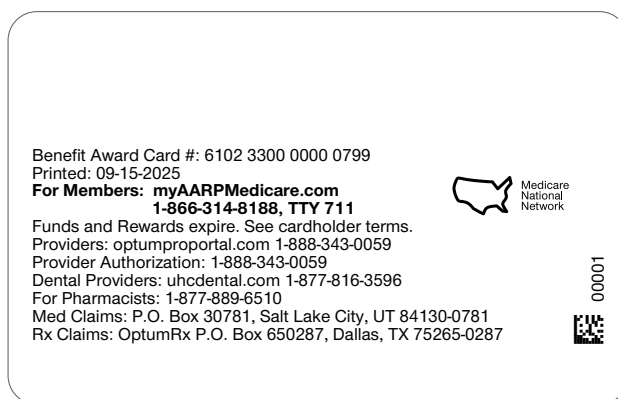 Benefit Award Card #: 6102 3300 0000 0799
Printed: 09-15-2025
For Members: myAARPMedicare.com
1-866-314-8188, TTY 711
Funds and Rewards expire. See cardholder terms.
Providers: optumproportal.com 1-888-343-0059
Provider Authorization: 1-888-343-0059
Dental Providers: uhcdental.com 1-877-816-3596
For Pharmacists: 1-877-889-6510
Med Claims: P.O. Box 30781, Salt Lake City, UT 84130-0781
Rx Claims: OptumRx P.O. Box 650287, Dallas, TX 75265-0287
Medicare
National
Network
00001